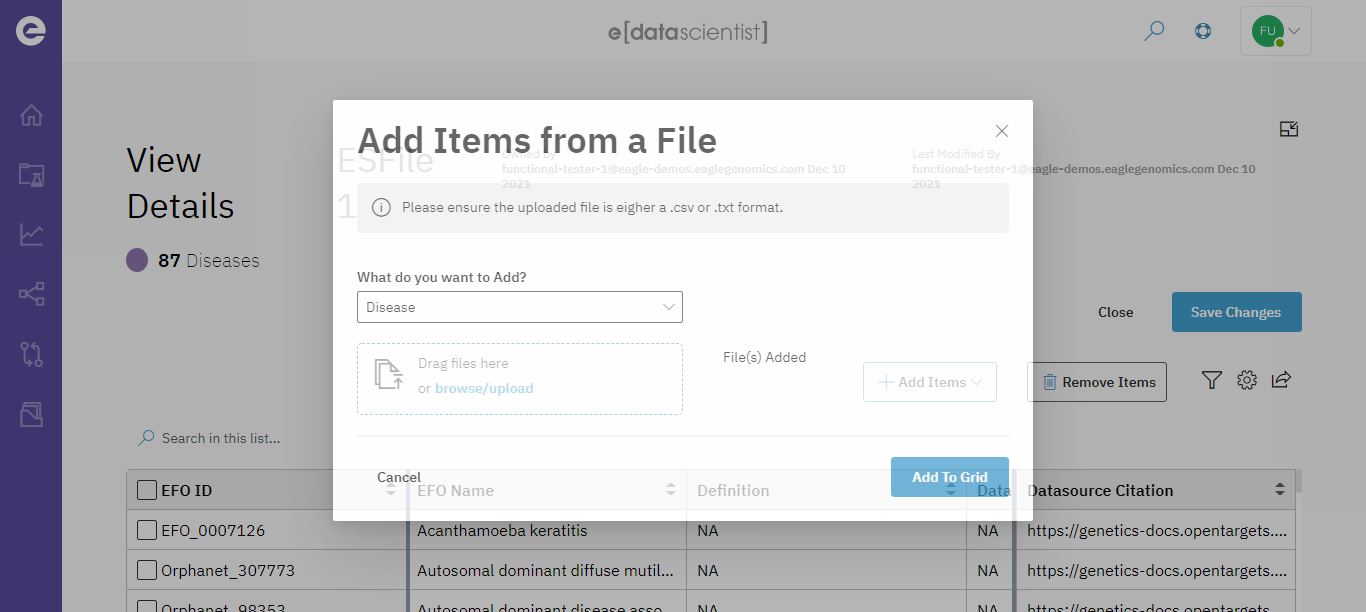 e[datascientist]
FU
View
Details
87 Diseases
ESFile
1
Owned by
functional-tester-1@eagle-demos.eaglegenomics.com Dec 10
2021
Last Modified By
functional-tester-1@eagle-demos.eaglegenomics.com Dec 10
2021
Add Items from a File
Please ensure the uploaded file is eigher a .csv or .txt format.
What do you want to Add?
Disease
Drag files here
or browse/upload
File(s) Added
Cancel
Add To Grid
Close
Save Changes
Add Items
Remove Items
Search in this list...
EFO ID
EFO Name
Definition
Data
Datasource Citation
EFO_0007126
Acanthamoeba keratitis
NA
NA
https://genetics-docs.opentargets....
Orphanet_307773
Autosomal dominant diffuse mutil...
NA
NA
https://genetics-docs.opentargets....
Orphanet_98353
Autosomal dominant disease asso...
NA
NA
https://genetics-docs.opentargets....